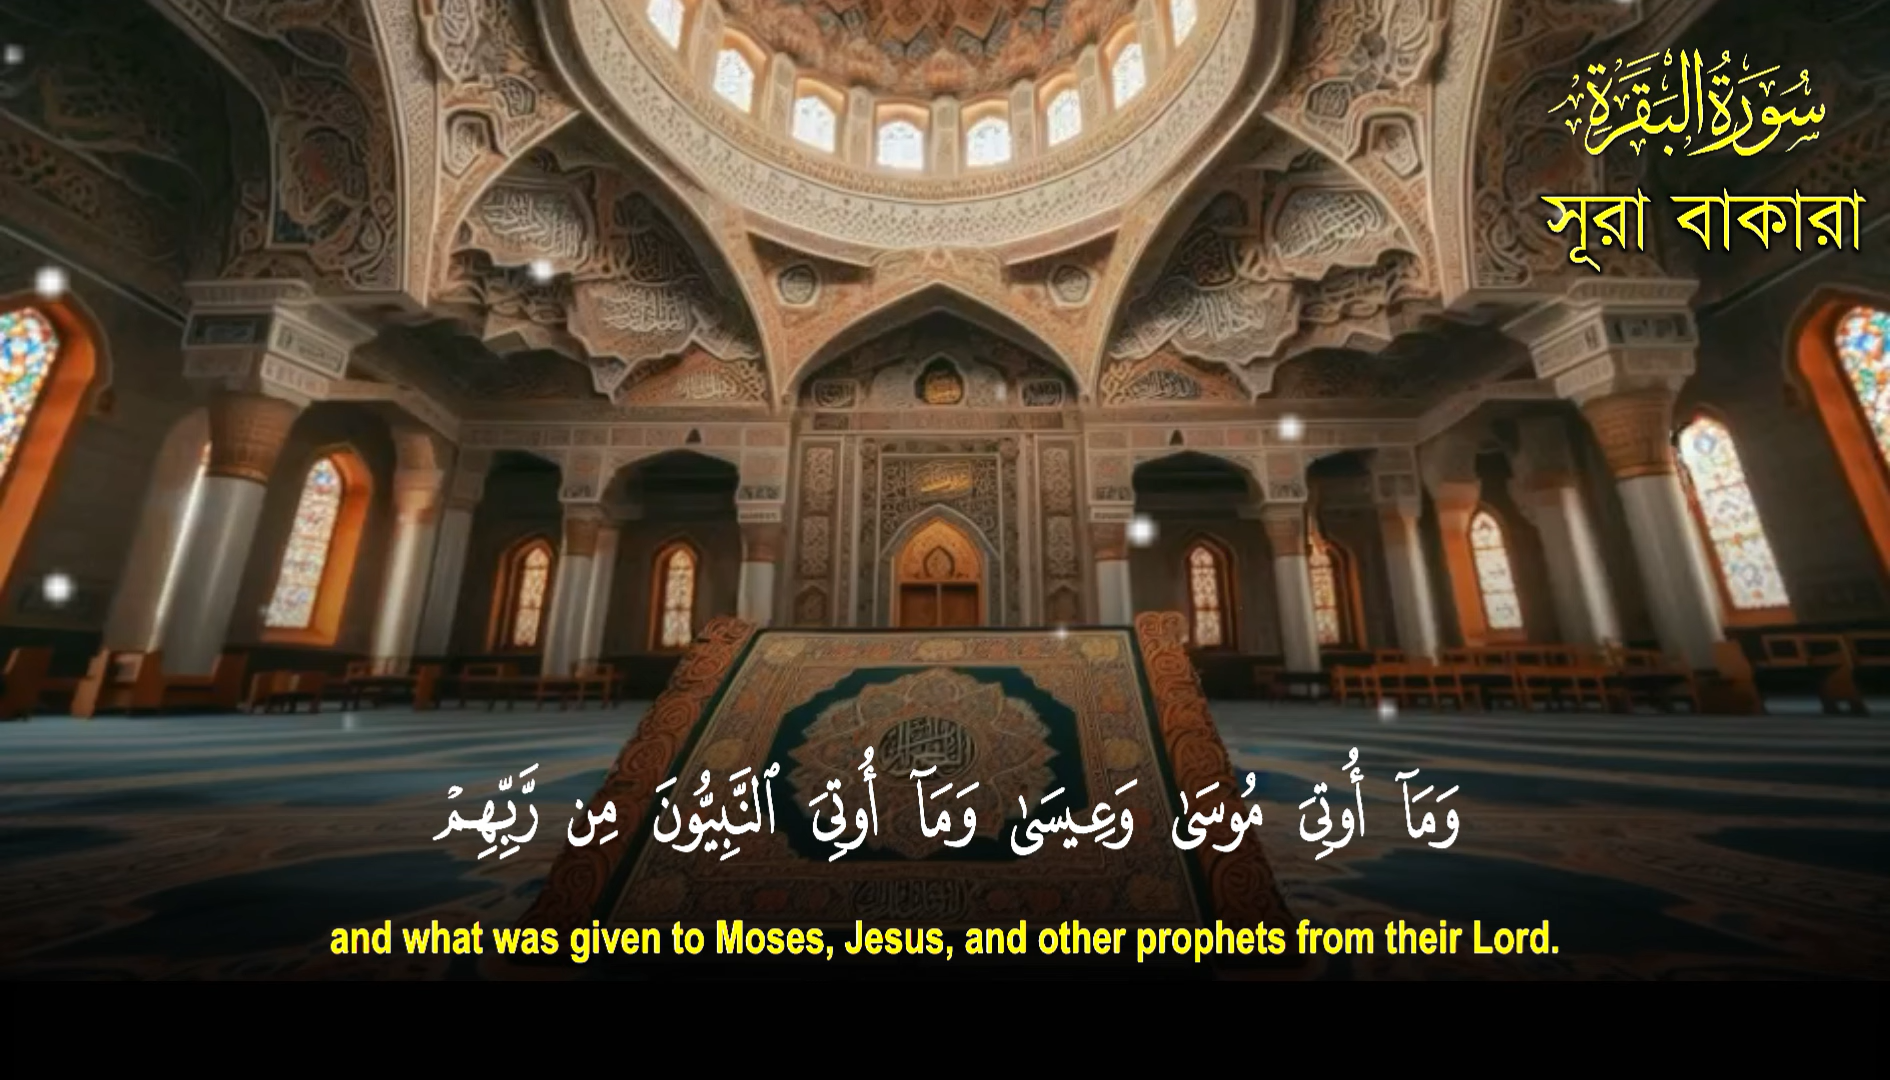 سُورَةُ البَقَرَةِ
সূরা বাকারা
وَمَآ أُوتِىَ مُوسَىٰ وَعِيسَىٰ وَمَآ أُوتِىَ ٱلنَّبِيُّونَ مِن رَّبِّهِمْ
and what was given to Moses, Jesus, and other prophets from their Lord.